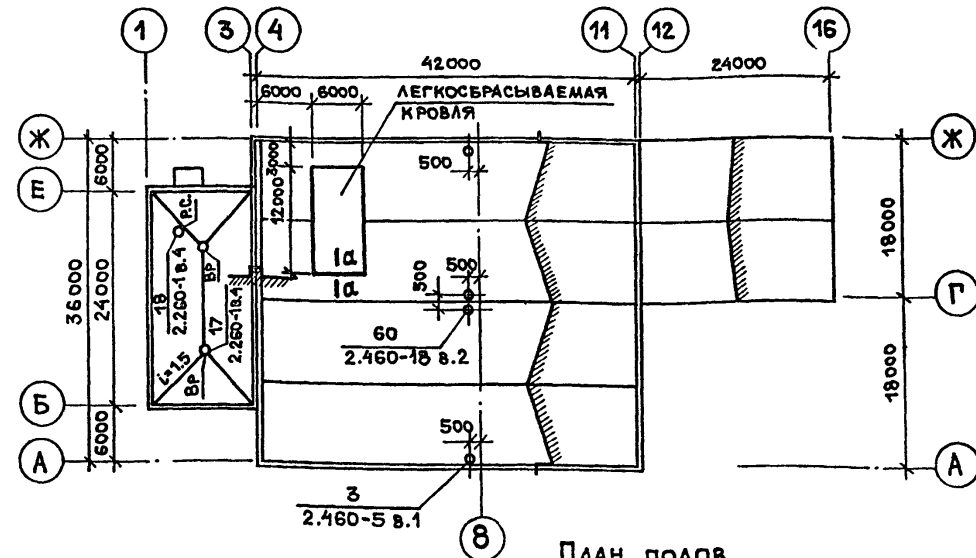 1 3 4 11 12 16
42000 24000
6000 6000
ЛЕГКОСБРАСЫВАЕМАЯ
КРОВЛЯ
Ж Ж
3000
12000
500
6000
Е
36000
24000
Р.С.
ВР
18
2.260-1 в.4
17
2.260-1 в.4
i=1.5
ВР
Iа
Iа
500
500
18000
Г
60
2.460-18 в.2
Б
6000
500
18000
А А
3
2.460-5 в.1
8
ПЛАН ПОЛОВ